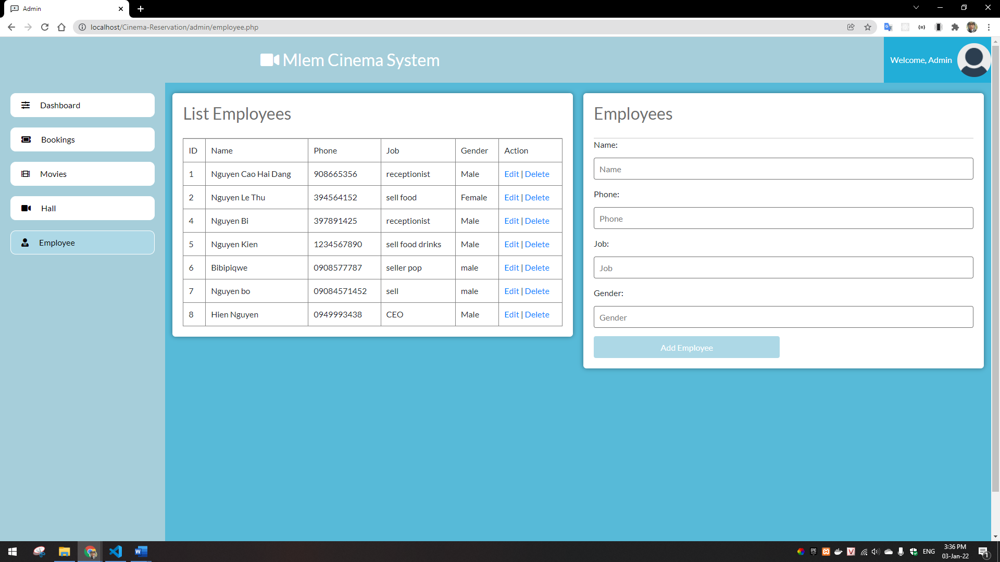 Admin
localhost/Cinema-Reservation/admin/employee.php
Mlem Cinema System
Welcome, Admin
Dashboard
Bookings
Movies
Hall
Employee
List Employees
ID Name Phone Job Gender Action
1 Nguyen Cao Hai Dang 908665356 receptionist Male Edit | Delete
2 Nguyen Le Thu 394564152 sell food Female Edit | Delete
4 Nguyen Bi 397891425 receptionist Male Edit | Delete
5 Nguyen Kien 1234567890 sell food drinks Male Edit | Delete
6 Bibipiqwe 0908577787 seller pop male Edit | Delete
7 Nguyen bo 09084571452 sell male Edit | Delete
8 Hien Nguyen 0949993438 CEO Male Edit | Delete
Employees
Name:
Name
Phone:
Phone
Job:
Job
Gender:
Gender
Add Employee
ENG
3:36 PM
03-Jan-22
1